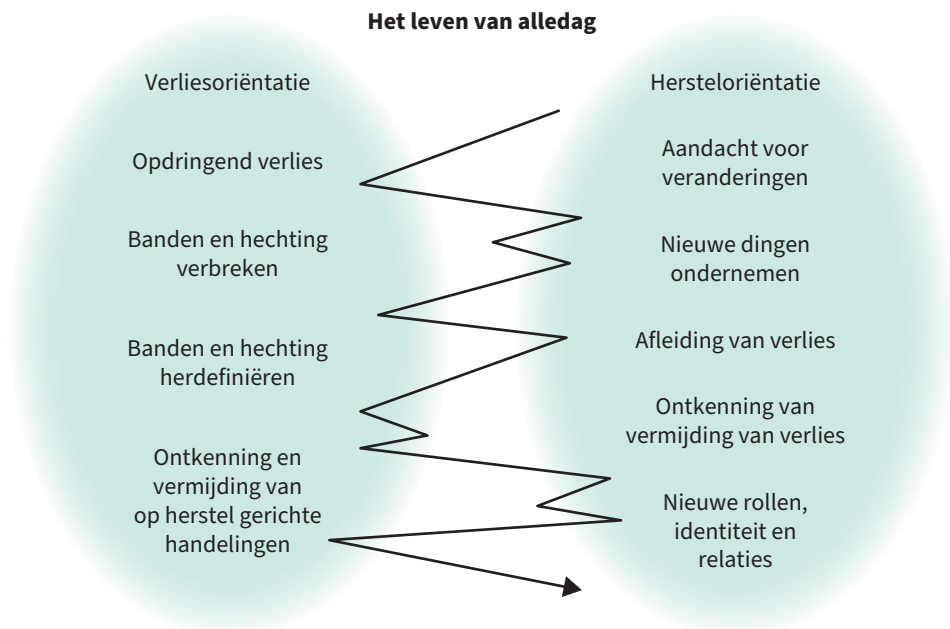 Het leven van alledag
Verliesoriëntatie
Opdringend verlies
Banden en hechting
verbreken
Banden en hechting
herdefiniëren
Ontkenning en
vermijding van
op herstel gerichte
handelingen
Hersteloriëntatie
Aandacht voor
veranderingen
Nieuwe dingen
ondernemen
Afleiding van verlies
Ontkenning van
vermijding van verlies
Nieuwe rollen,
identiteit en
relaties